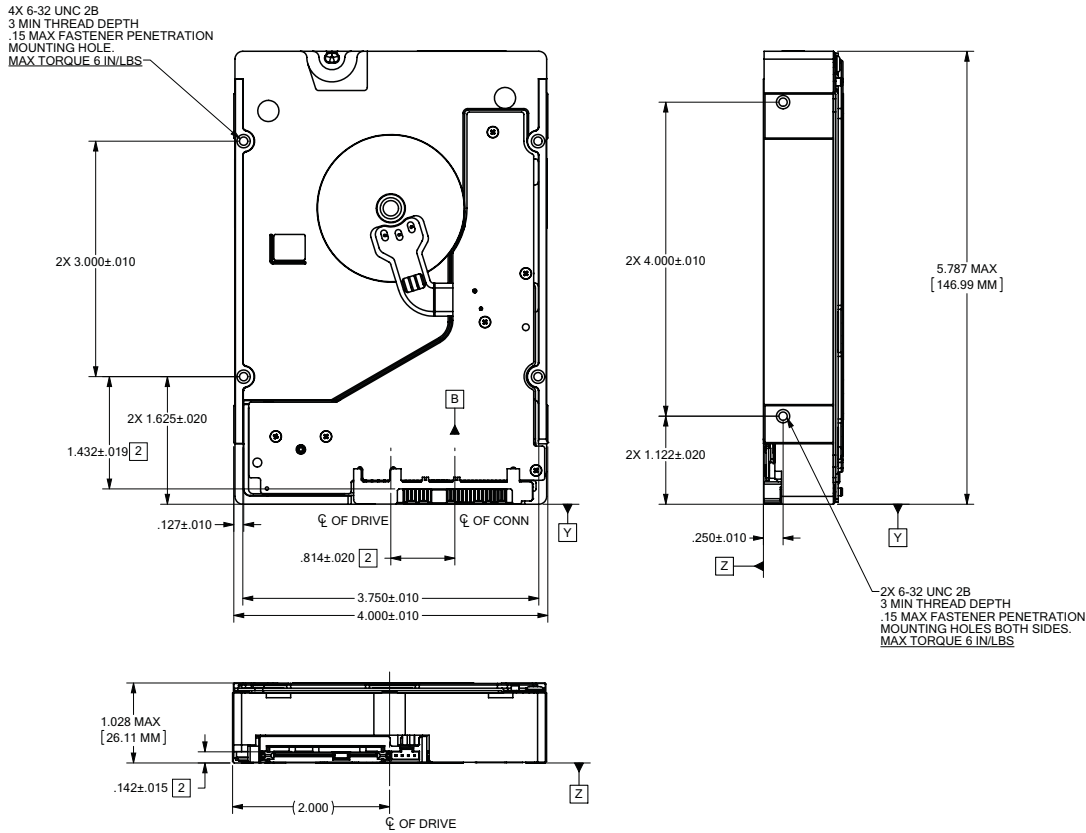 4X 6-32 UNC 2B
3 MIN THREAD DEPTH
.15 MAX FASTENER PENETRATION
MOUNTING HOLE.
MAX TORQUE 6 IN/LBS
2X 3.000±.010
2X 1.625±.020
1.432±.019 2
.127±.010
B
℄ OF DRIVE
℄ OF CONN
Y
.814±.020 2
3.750±.010
4.000±.010
2X 4.000±.010
5.787 MAX
[146.99 MM]
2X 1.122±.020
.250±.010
Y
Z
2X 6-32 UNC 2B
3 MIN THREAD DEPTH
.15 MAX FASTENER PENETRATION
MOUNTING HOLES BOTH SIDES.
MAX TORQUE 6 IN/LBS
1.028 MAX
[26.11 MM]
.142±.015 2
(2.000)
Z
℄ OF DRIVE